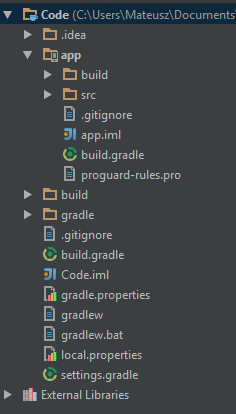 Code (C:\Users\Mateusz\Documents\
.idea
app
build
src
.gitignore
app.iml
build.gradle
proguard-rules.pro
build
gradle
.gitignore
build.gradle
Code.iml
gradle.properties
gradlew
gradlew.bat
local.properties
settings.gradle
External Libraries